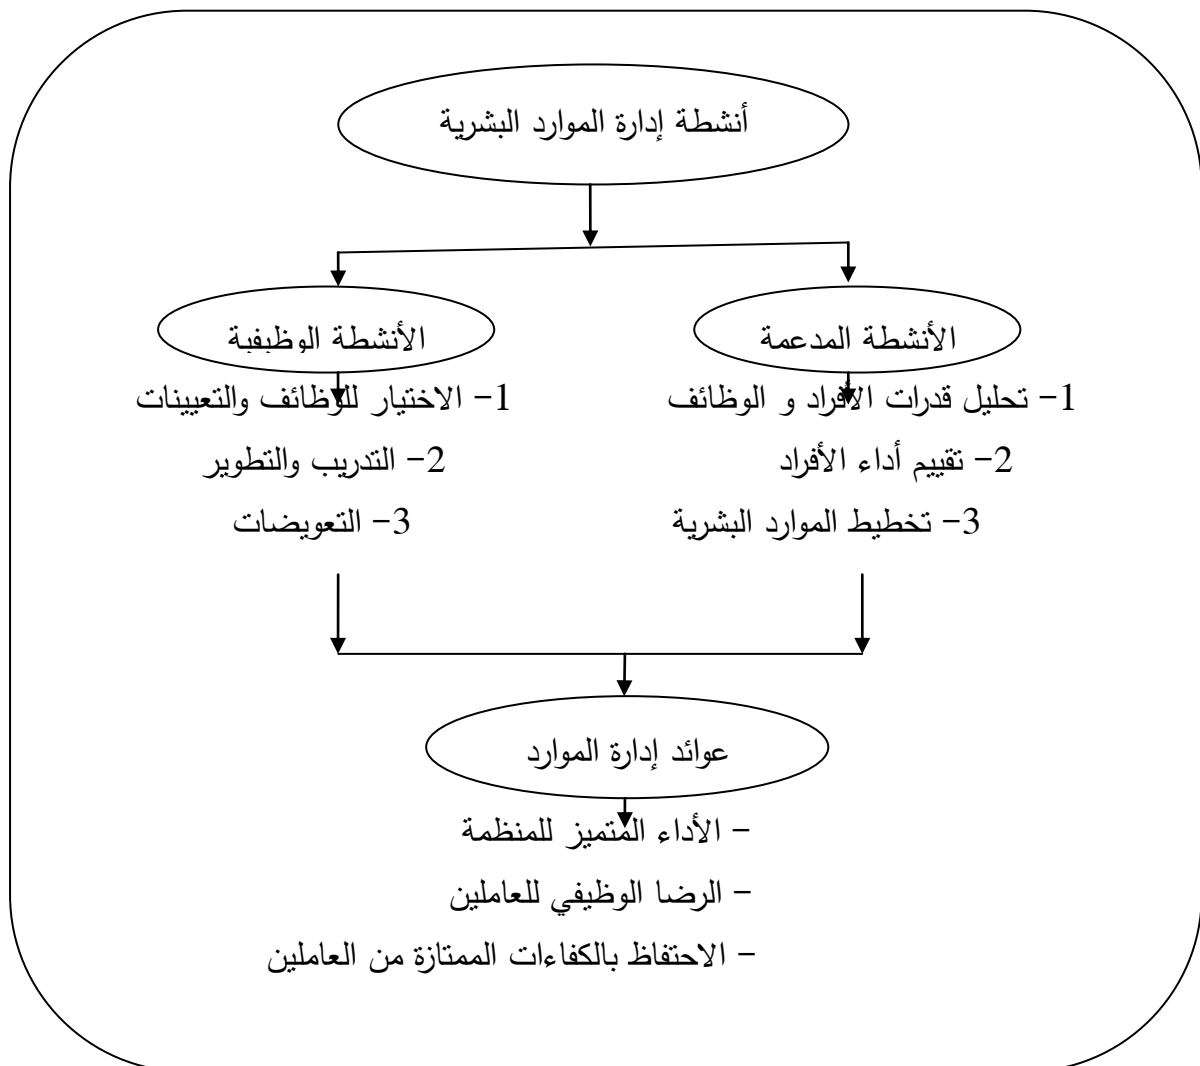 أنشطة إدارة الموارد البشرية
الأنشطة المدعمة
1- تحليل قدرات الأفراد و الوظائف
2- تقييم أداء الأفراد
3- تخطيط الموارد البشرية
الأنشطة الوظيفية
1- الاختيار للوظائف والتعيينات
2- التدريب والتطوير
3- التعويضات
عوائد إدارة الموارد
- الأداء المتميز للمنظمة
- الرضا الوظيفي للعاملين
- الاحتفاظ بالكفاءات الممتازة من العاملين